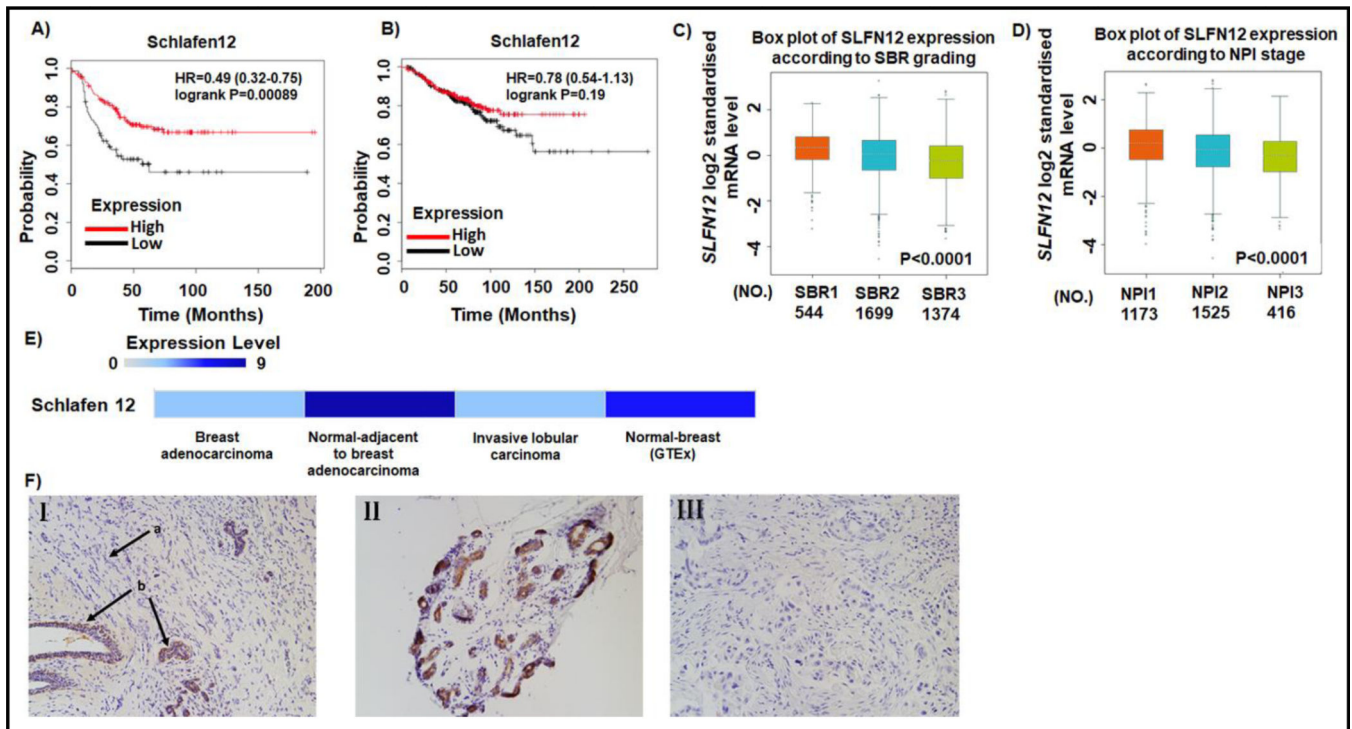 A)
Schlafen12
HR=0.49 (0.32-0.75)
logrank P=0.00089
Probability
1.0
0.8
0.6
0.4
0.2
0.0
Expression
High
Low
0 50 100 150 200
Time (Months)
B)
Schlafen12
HR=0.78 (0.54-1.13)
logrank P=0.19
Probability
1.0
0.8
0.6
0.4
0.2
0.0
Expression
High
Low
0 50 100 150 200 250
Time (Months)
C)
Box plot of SLFN12 expression
according to SBR grading
SLFN12 log2 standardised
mRNA level
2
0
-2
-4
P<0.0001
SBR1 SBR2 SBR3
(NO.)
544 1699 1374
D)
Box plot of SLFN12 expression
according to NPI stage
SLFN12 log2 standardised
mRNA level
2
0
-2
-4
P<0.0001
NPI1 NPI2 NPI3
(NO.)
1173 1525 416
E)
Expression Level
0 9
Schlafen 12
Breast
adenocarcinoma
Normal-adjacent
to breast
adenocarcinoma
Invasive lobular
carcinoma
Normal-breast
(GTEx)
F)
I
a
b
II
III